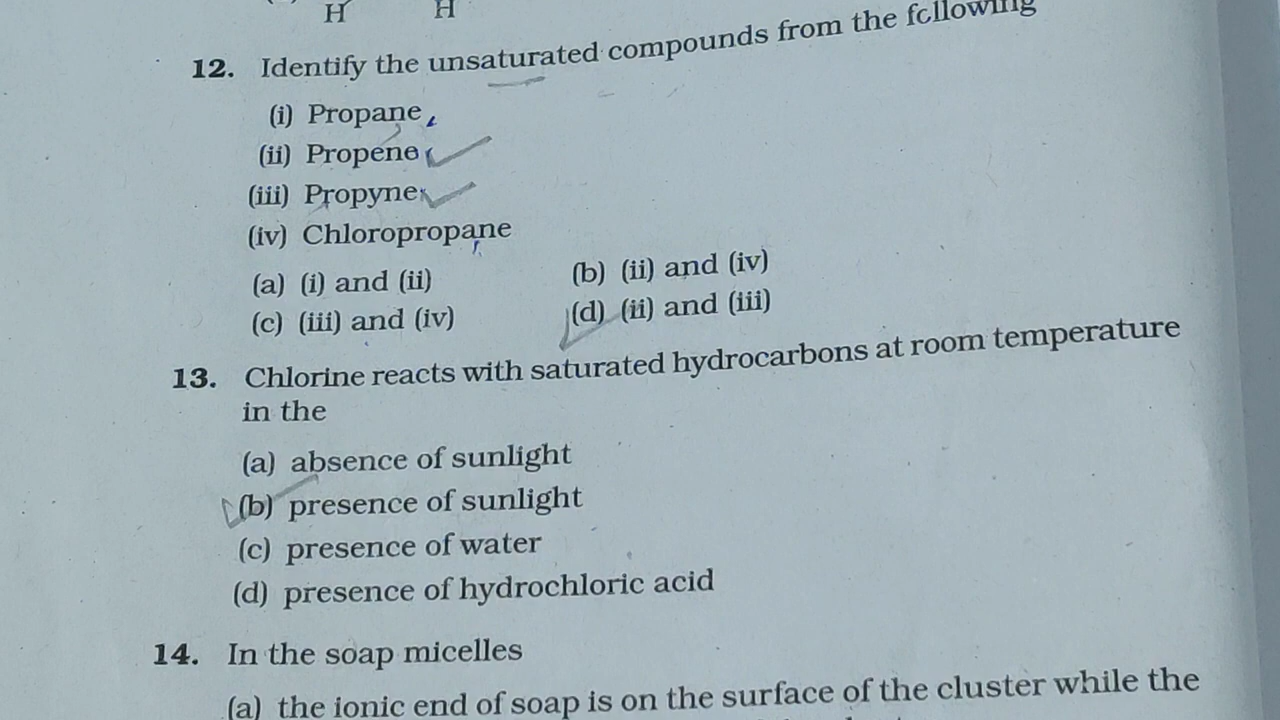 H H
12. Identify the unsaturated compounds from the following
(i) Propane
(ii) Propene
(iii) Propyne
(iv) Chloropropane
(a) (i) and (ii) (b) (ii) and (iv)
(c) (iii) and (iv) (d) (ii) and (iii)
13. Chlorine reacts with saturated hydrocarbons at room temperature
in the
(a) absence of sunlight
(b) presence of sunlight
(c) presence of water
(d) presence of hydrochloric acid
14. In the soap micelles
(a) the ionic end of soap is on the surface of the cluster while the